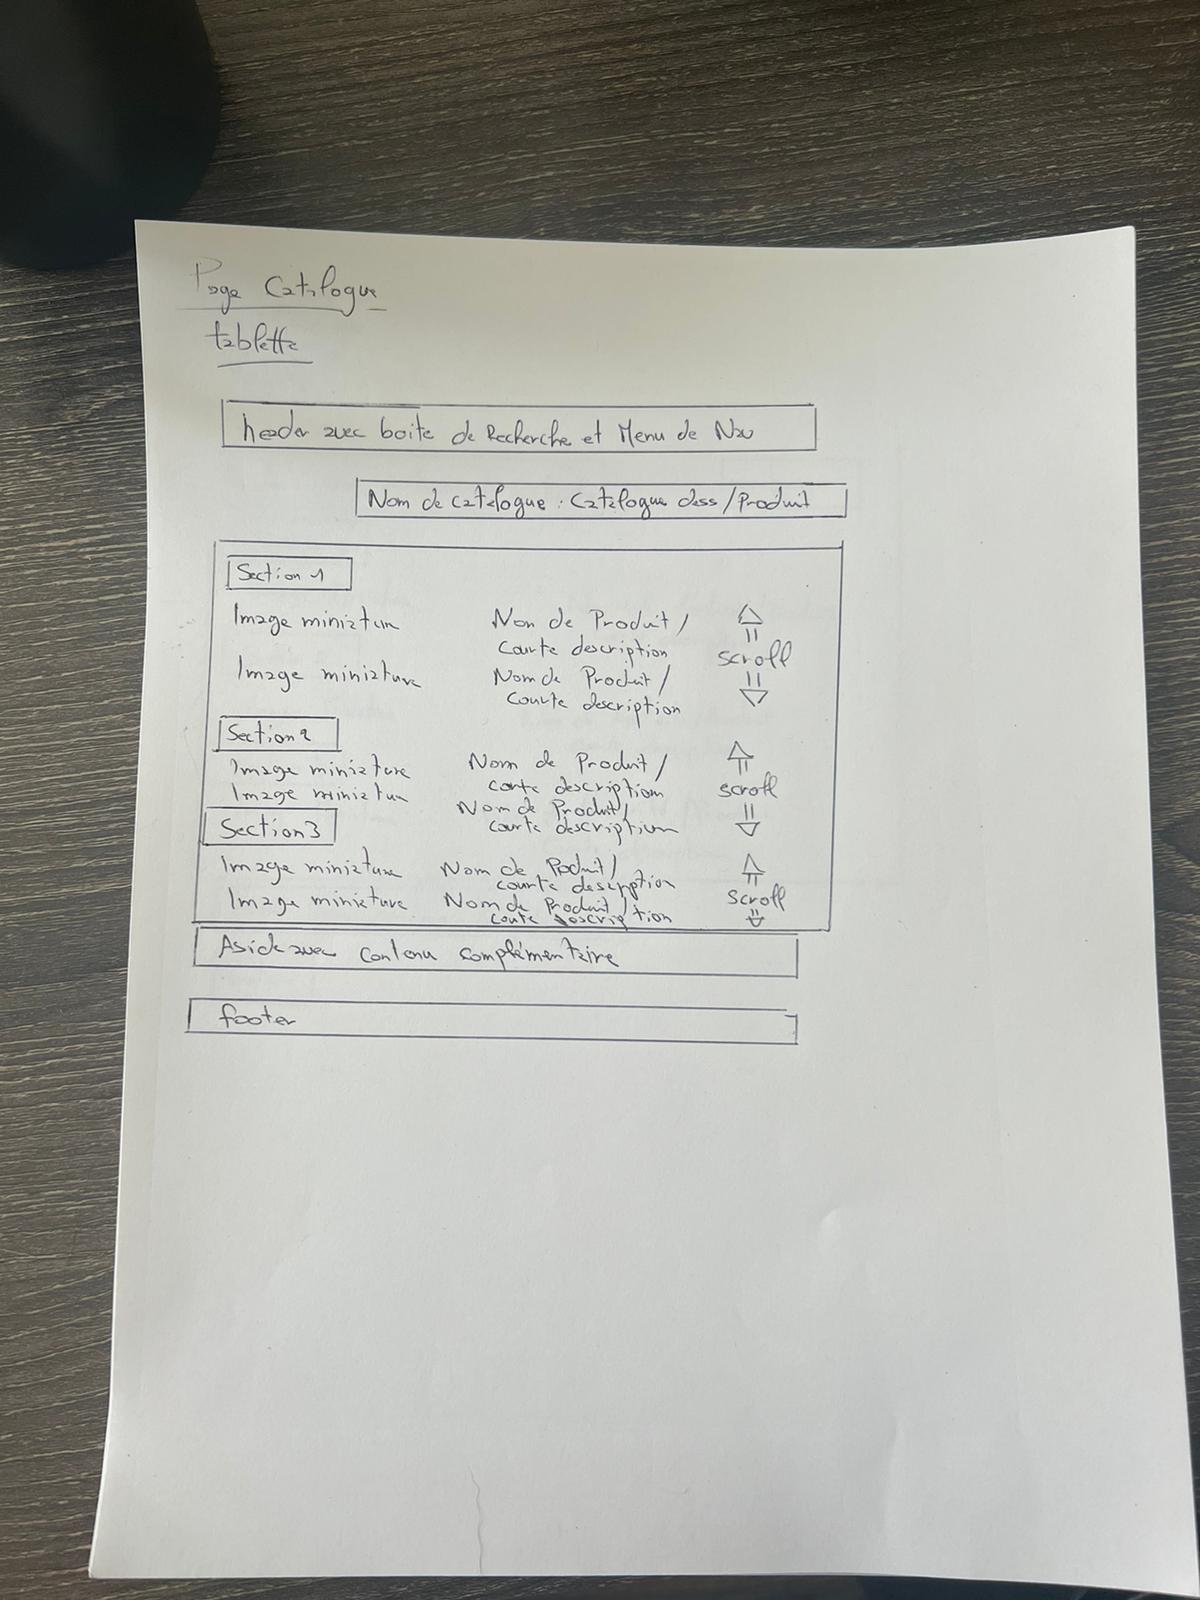 Page Catalogue
tablette
header avec boite de Recherche et Menu de Nav
Nom de catalogue : Catalogue dess/Produit
Section 1
Image miniature Nom de Produit /
courte description
scroll
Image miniature Nom de Produit /
courte description
Section 2
Image miniature Nom de Produit /
courte description
scroll
Image miniature Nom de Produit /
courte description
Section 3
Image miniature Nom de Poduit /
courte description
scroll
Image miniature Nom de Produit /
coute description
Aside avec contenu complémentaire
footer